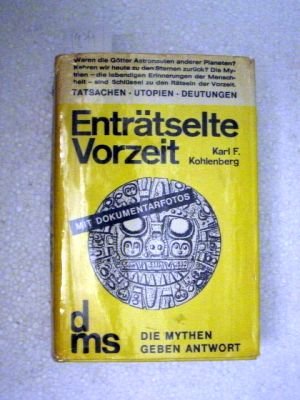 Waren die Götter Astronauten anderer Planeten?
Kehren wir heute zu den Sternen zurück? Die My-
then – die lebendigen Erinnerungen der Mensch-
heit – sind Schlüssel zu den Rätseln der Vorzeit.
TATSACHEN · UTOPIEN · DEUTUNGEN
Enträtselte
Vorzeit
Karl F.
Kohlenberg
MIT DOKUMENTARFOTOS
d
ms
DIE MYTHEN
GEBEN ANTWORT